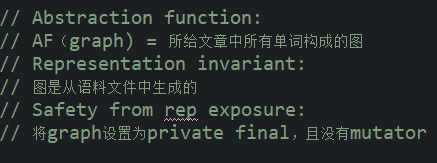 // Abstraction function:
// AF（graph) = 所给文章中所有单词构成的图
// Representation invariant:
// 图是从语料文件中生成的
// Safety from rep exposure:
// 将graph设置为private final，且没有mutator